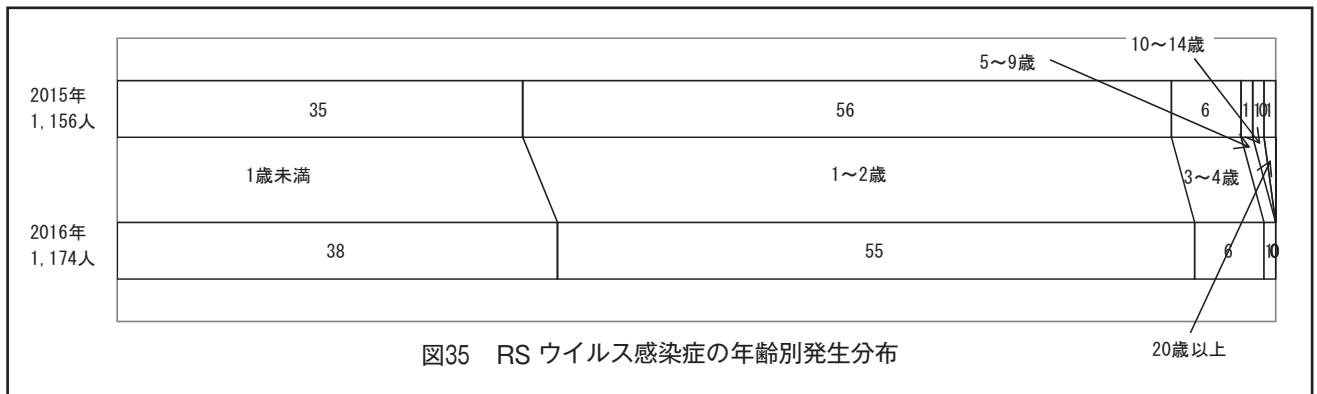 10～14歳
5～9歳
2015年
1,156人
35
56
6
1
1
0
1
1歳未満
1～2歳
3～4歳
2016年
1,174人
38
55
6
1
0
20歳以上
図35 RS ウイルス感染症の年齢別発生分布